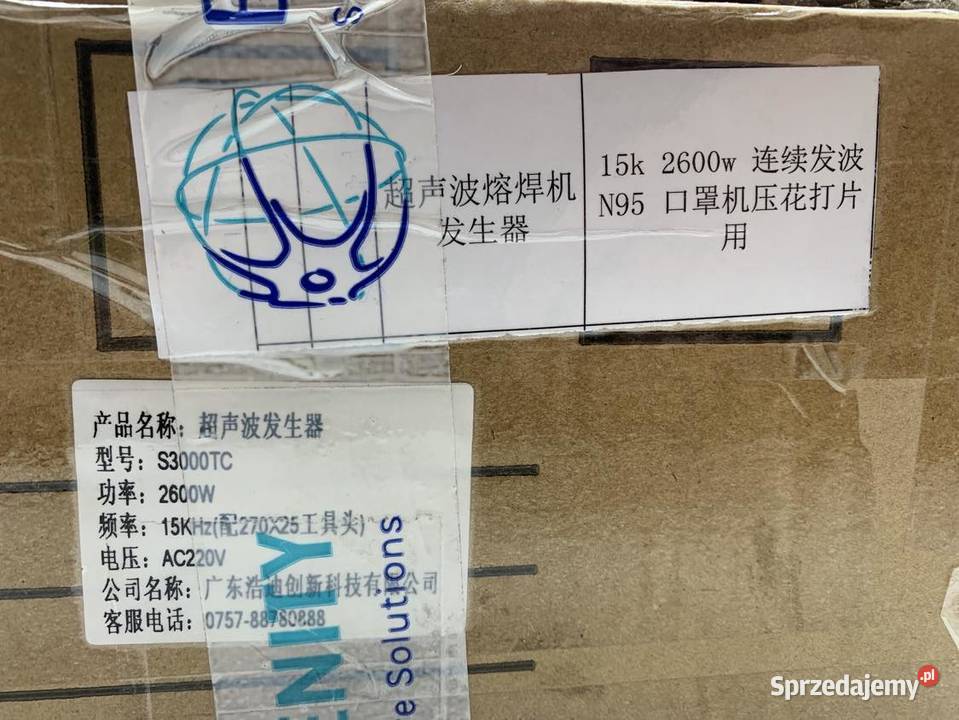 S
超声波熔焊机
发生器
15k 2600w 连续发波
N95 口罩机压花打片
用
产品名称：超声波发生器
型号：S3000TC
功率：2600W
频率：15KHz(配270X25工具头)
电压：AC220V
公司名称：广东浩迪创新科技有限公司
客服电话：0757-88780888
ENITY
e Solutions
Sprzedajemy.pl